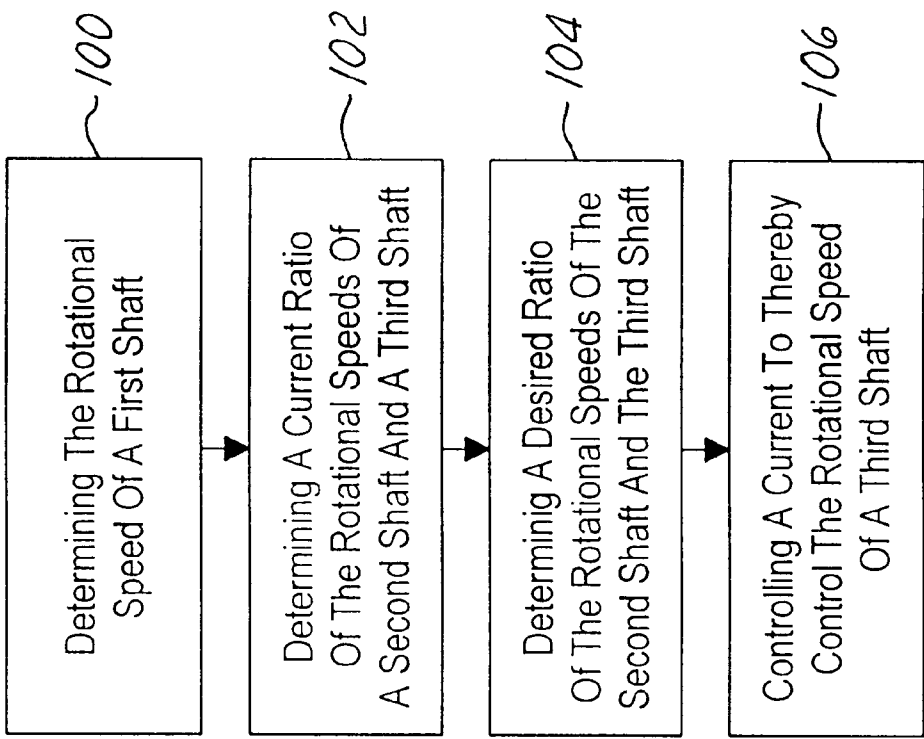 Determining The Rotational
Speed Of A First Shaft
100
Determining A Current Ratio
Of The Rotational Speeds Of
A Second Shaft And A Third Shaft
102
Determinig A Desired Ratio
Of The Rotational Speeds Of The
Second Shaft And The Third Shaft
104
Controlling A Current To Thereby
Control The Rotational Speed
Of A Third Shaft
106